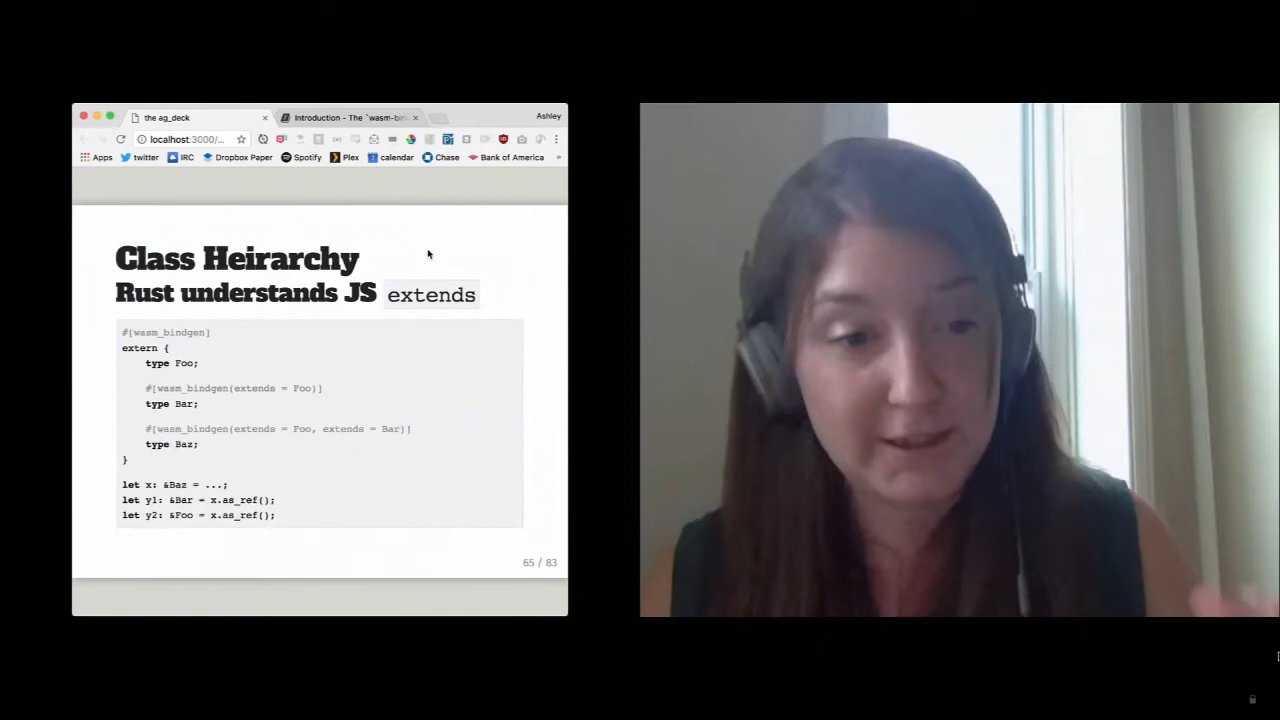 the ag_deck
Introduction - The `wasm-bin
Ashley
localhost:3000/...
Apps twitter IRC Dropbox Paper Spotify Plex calendar Chase Bank of America »
Class Heirarchy
Rust understands JS extends
#[wasm_bindgen]
extern {
type Foo;
#[wasm_bindgen(extends = Foo)]
type Bar;
#[wasm_bindgen(extends = Foo, extends = Bar)]
type Baz;
}
let x: &Baz = ...;
let y1: &Bar = x.as_ref();
let y2: &Foo = x.as_ref();
65 / 83